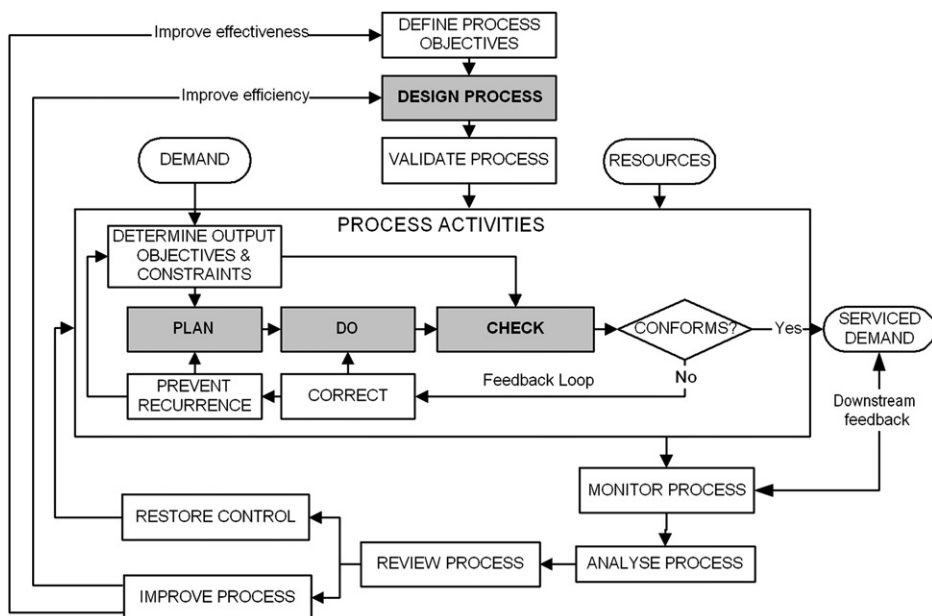 Improve effectiveness
DEFINE PROCESS
OBJECTIVES
Improve efficiency
DESIGN PROCESS
DEMAND
VALIDATE PROCESS
RESOURCES
PROCESS ACTIVITIES
DETERMINE OUTPUT
OBJECTIVES &
CONSTRAINTS
PLAN
DO
CHECK
CONFORMS?
Yes
SERVICED
DEMAND
PREVENT
RECURRENCE
CORRECT
Feedback Loop
No
Downstream
feedback
MONITOR PROCESS
RESTORE CONTROL
REVIEW PROCESS
ANALYSE PROCESS
IMPROVE PROCESS